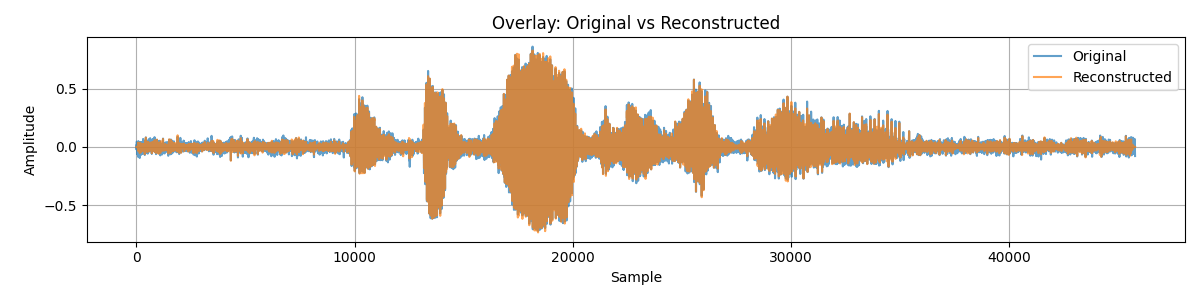 Overlay: Original vs Reconstructed
Original
Reconstructed
Amplitude
0.5
0.0
−0.5
0 10000 20000 30000 40000
Sample